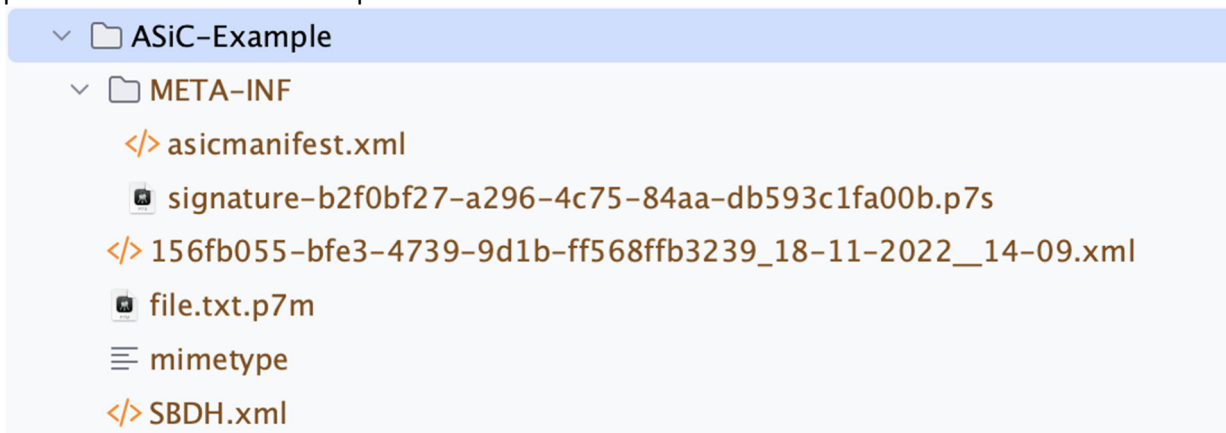 ASiC-Example
META-INF
asicmanifest.xml
signature-b2f0bf27-a296-4c75-84aa-db593c1fa00b.p7s
156fb055-bfe3-4739-9d1b-ff568ffb3239_18-11-2022__14-09.xml
file.txt.p7m
mimetype
SBDH.xml